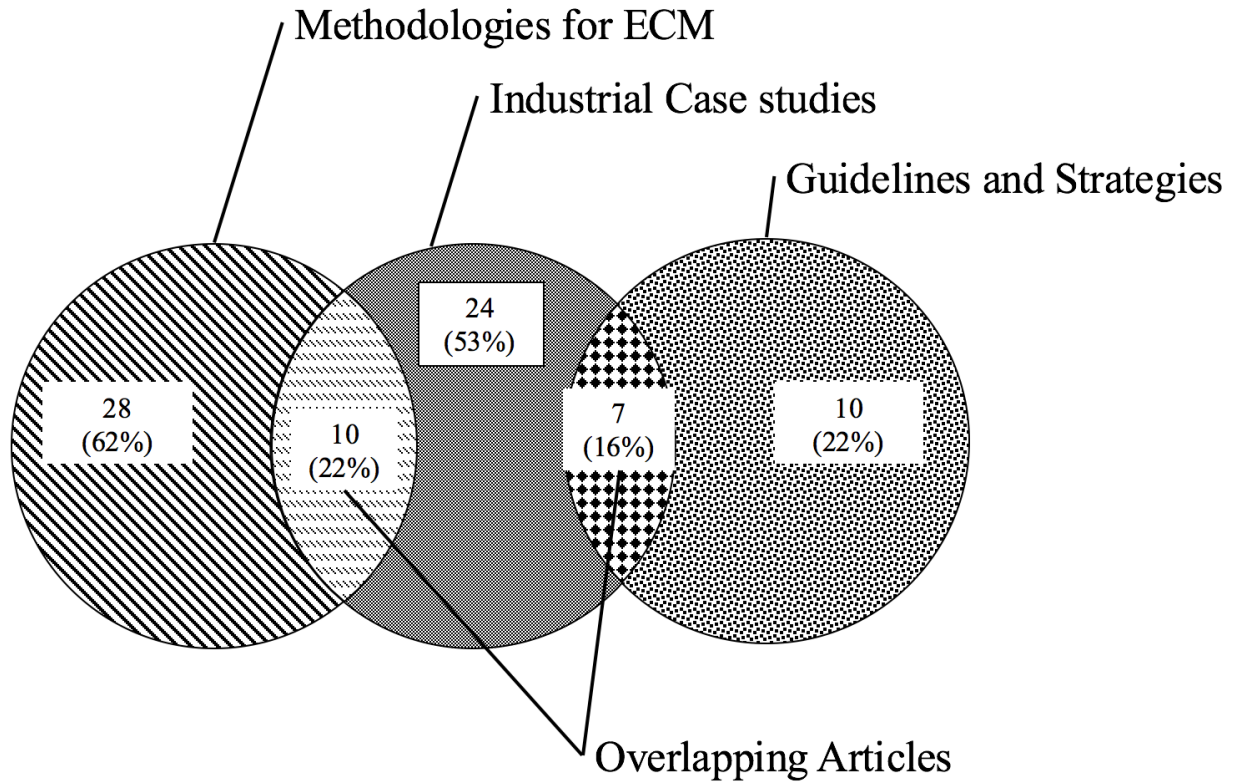 Methodologies for ECM
Industrial Case studies
Guidelines and Strategies
24
(53%)
28
(62%)
10
(22%)
7
(16%)
10
(22%)
Overlapping Articles